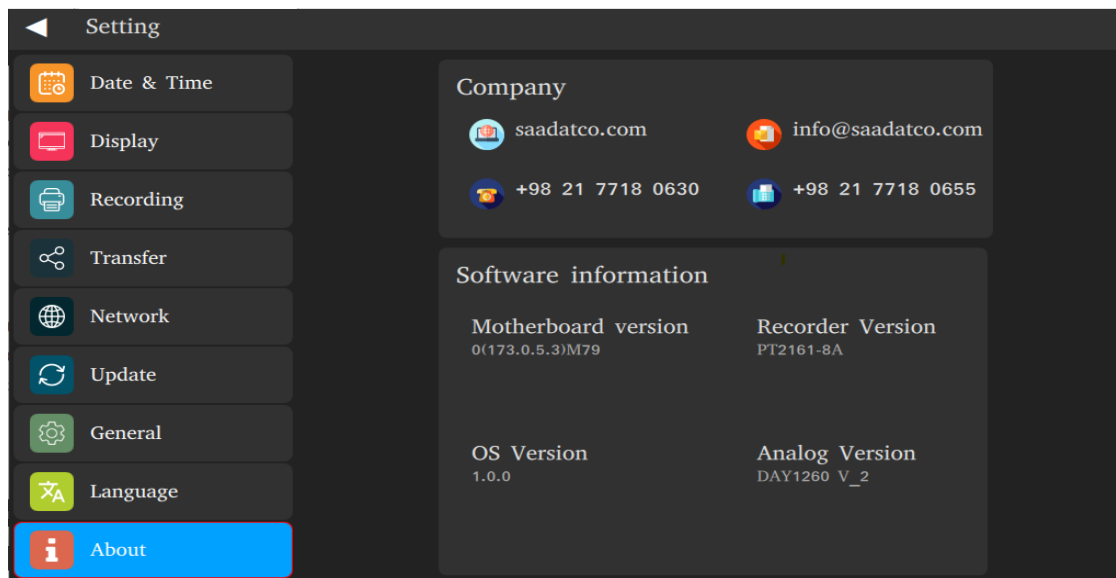 Setting
Date & Time
Display
Recording
Transfer
Network
Update
General
Language
About
Company
saadatco.com
info@saadatco.com
+98 21 7718 0630
+98 21 7718 0655
Software information
Motherboard version
0(173.0.5.3)M79
Recorder Version
PT2161-8A
OS Version
1.0.0
Analog Version
DAY1260 V_2